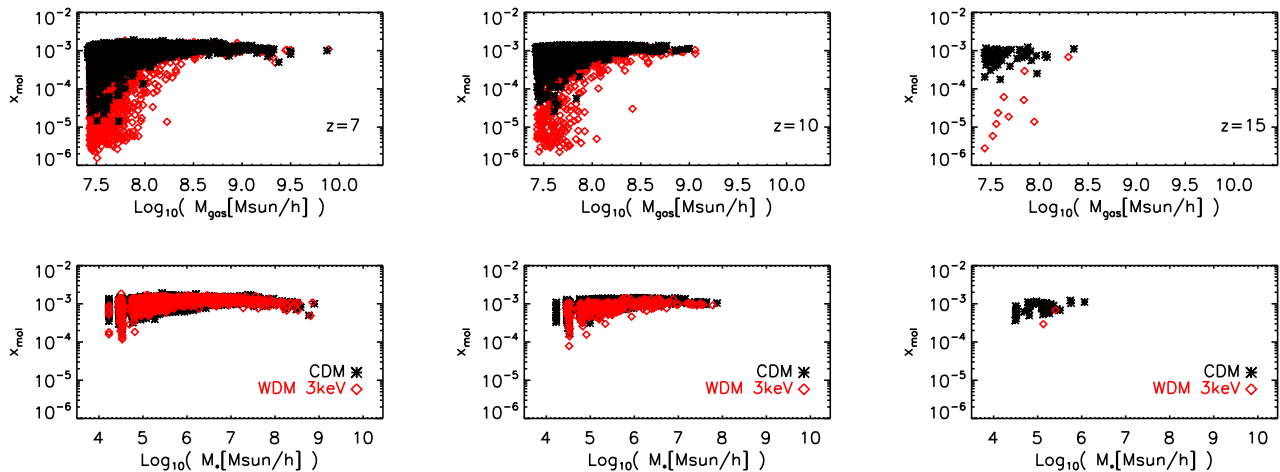 10⁻² 10⁻² 10⁻²
10⁻³ 10⁻³ 10⁻³
x_mol 10⁻⁴ x_mol 10⁻⁴ x_mol 10⁻⁴
10⁻⁵ z=7 10⁻⁵ z=10 10⁻⁵ z=15
10⁻⁶ 10⁻⁶ 10⁻⁶
7.5 8.0 8.5 9.0 9.5 10.0 7.5 8.0 8.5 9.0 9.5 10.0 7.5 8.0 8.5 9.0 9.5 10.0
Log₁₀( M_gas[Msun/h] ) Log₁₀( M_gas[Msun/h] ) Log₁₀( M_gas[Msun/h] )
10⁻² 10⁻² 10⁻²
10⁻³ 10⁻³ 10⁻³
x_mol 10⁻⁴ x_mol 10⁻⁴ x_mol 10⁻⁴
CDM CDM CDM
10⁻⁵ WDM 3keV 10⁻⁵ WDM 3keV 10⁻⁵ WDM 3keV
10⁻⁶ 10⁻⁶ 10⁻⁶
4 5 6 7 8 9 10 4 5 6 7 8 9 10 4 5 6 7 8 9 10
Log₁₀( M_*[Msun/h] ) Log₁₀( M_*[Msun/h] ) Log₁₀( M_*[Msun/h] )